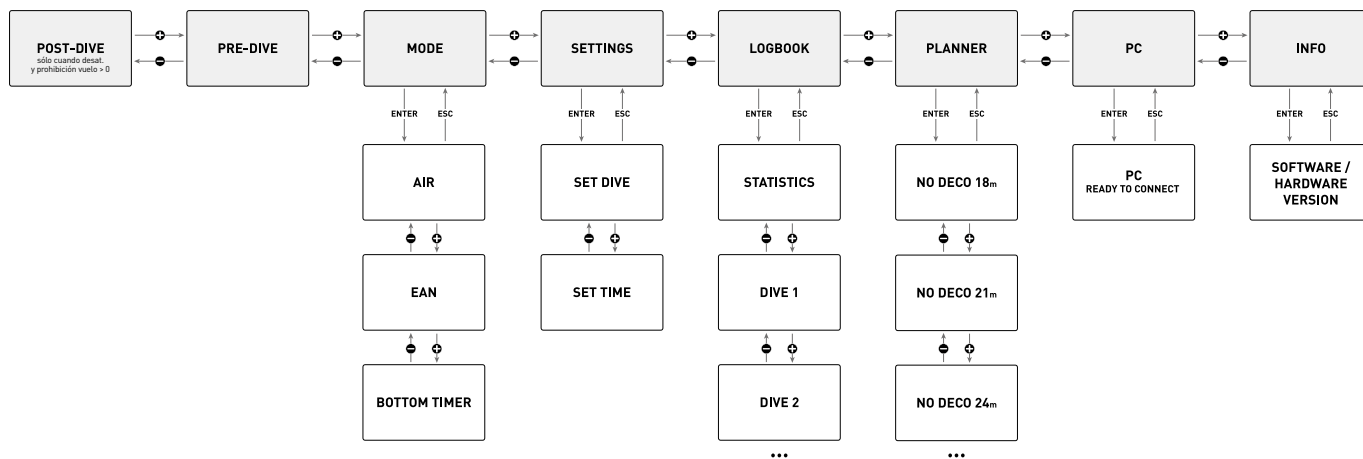 POST-DIVE
sólo cuando desat.
y prohibición vuelo > 0
PRE-DIVE
MODE
SETTINGS
LOGBOOK
PLANNER
PC
INFO
ENTER ESC
ENTER ESC
ENTER ESC
ENTER ESC
ENTER ESC
ENTER ESC
AIR
SET DIVE
STATISTICS
NO DECO 18m
PC
READY TO CONNECT
SOFTWARE /
HARDWARE
VERSION
EAN
SET TIME
DIVE 1
NO DECO 21m
BOTTOM TIMER
DIVE 2
NO DECO 24m
...
...